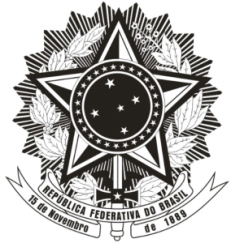 REPUBLICA FEDERATIVA DO BRASIL
15 de Novembro de 1889